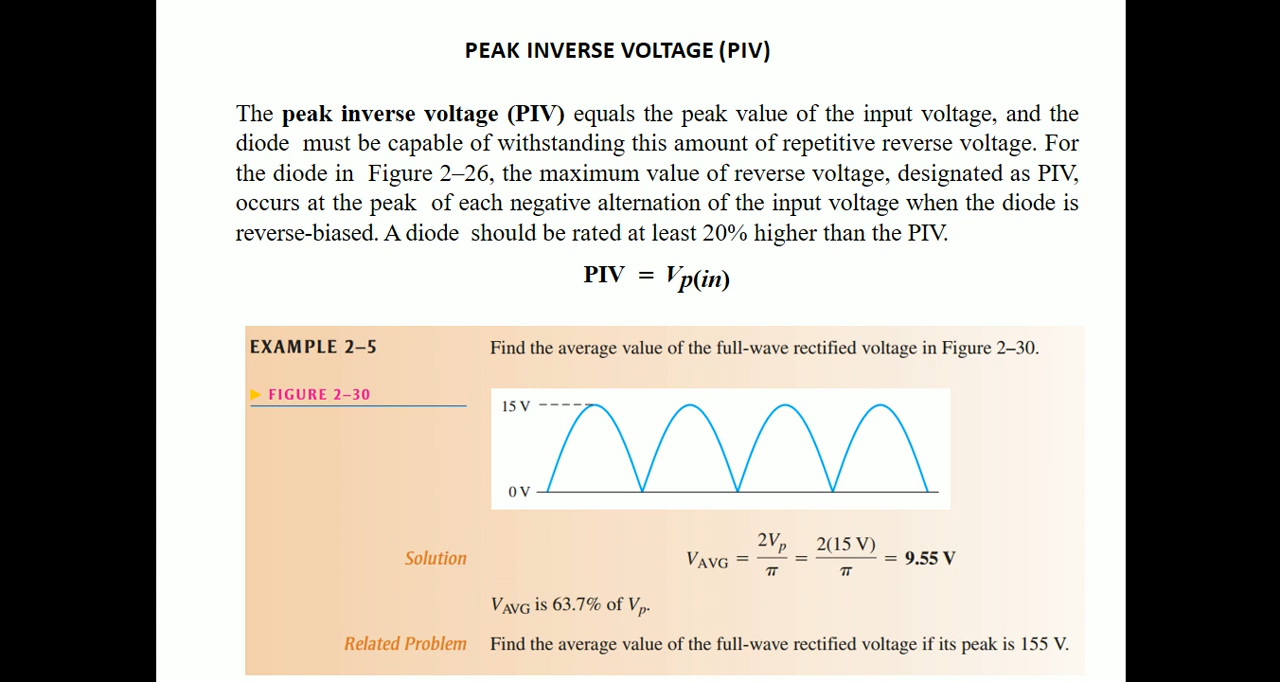 PEAK INVERSE VOLTAGE (PIV)
The peak inverse voltage (PIV) equals the peak value of the input voltage, and the
diode must be capable of withstanding this amount of repetitive reverse voltage. For
the diode in Figure 2–26, the maximum value of reverse voltage, designated as PIV,
occurs at the peak of each negative alternation of the input voltage when the diode is
reverse-biased. A diode should be rated at least 20% higher than the PIV.
PIV = Vp(in)
EXAMPLE 2–5
Find the average value of the full-wave rectified voltage in Figure 2–30.
FIGURE 2–30
15 V
0 V
Solution
VAVG = 2Vp/π = 2(15 V)/π = 9.55 V
VAVG is 63.7% of Vp.
Related Problem
Find the average value of the full-wave rectified voltage if its peak is 155 V.